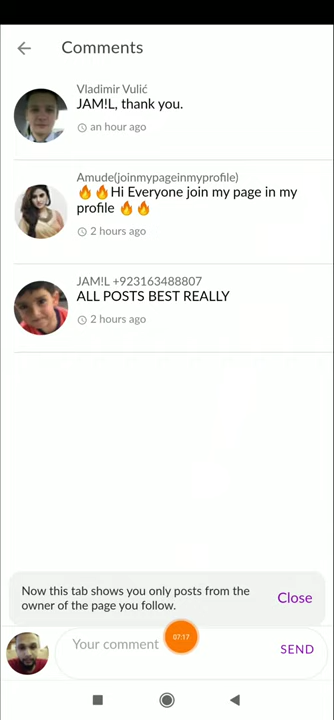 Comments
Vladimir Vulić
JAM!L, thank you.
an hour ago
Amude(joinmypageinmyprofile)
🔥🔥Hi Everyone join my page in my
profile 🔥🔥
2 hours ago
JAM!L +923163488807
ALL POSTS BEST REALLY
2 hours ago
Now this tab shows you only posts from the
owner of the page you follow.
Close
Your comment
07:17
SEND